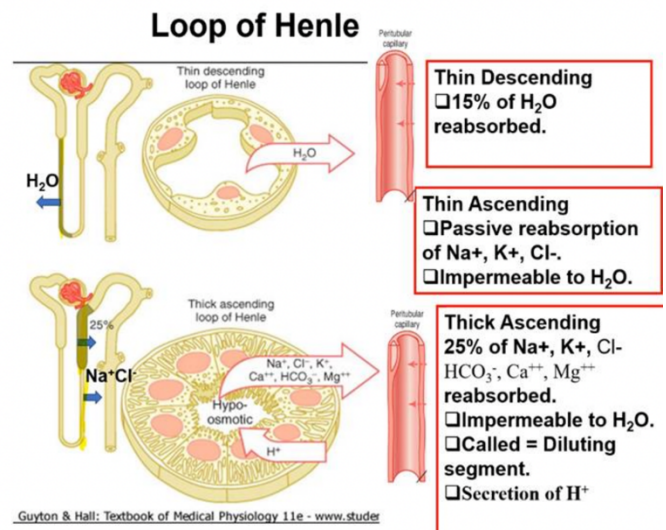 Loop of Henle
Peritubular
capillary
Thin descending
loop of Henle
H₂O
H₂O
Thin Descending
❑15% of H₂O
reabsorbed.
Thin Ascending
❑Passive reabsorption
of Na+, K+, Cl-.
❑Impermeable to H₂O.
Thick ascending
loop of Henle
Peritubular
capillary
25%
Na⁺Cl⁻
Na⁺, Cl⁻, K⁺,
Ca⁺⁺, HCO₃⁻, Mg⁺⁺
Hypo-
osmotic
H⁺
Thick Ascending
25% of Na+, K+, Cl-
HCO₃⁻, Ca⁺⁺, Mg⁺⁺
reabsorbed.
❑Impermeable to H₂O.
❑Called = Diluting
segment.
❑Secretion of H⁺
Guyton & Hall: Textbook of Medical Physiology 11e - www.studer